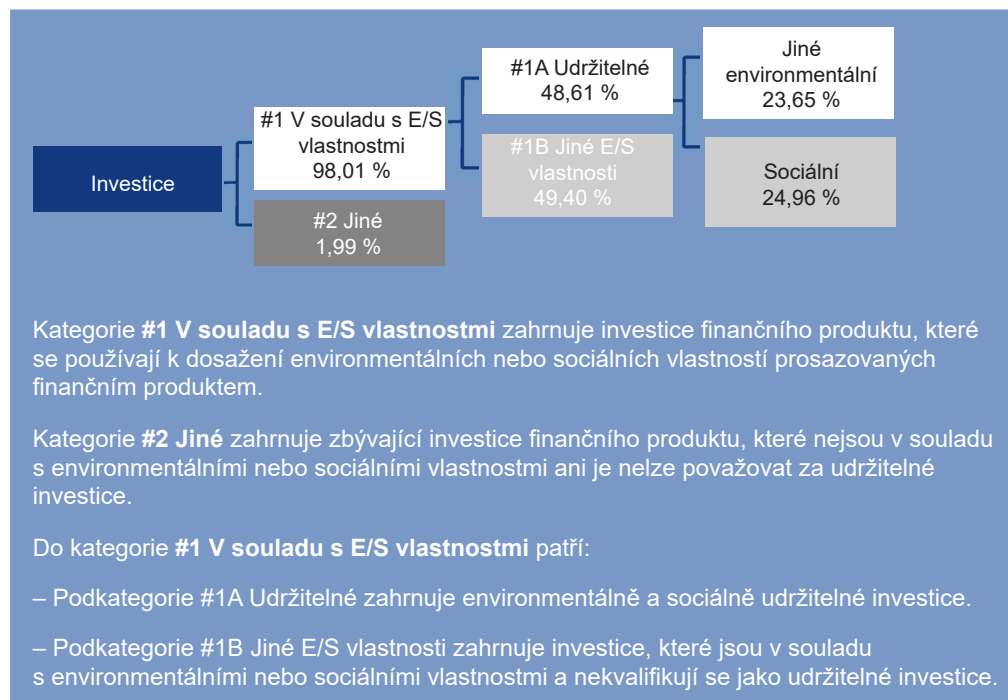 Investice
#1 V souladu s E/S
vlastnostmi
98,01 %
#2 Jiné
1,99 %
#1A Udržitelné
48,61 %
#1B Jiné E/S
vlastnosti
49,40 %
Jiné
environmentální
23,65 %
Sociální
24,96 %
Kategorie #1 V souladu s E/S vlastnostmi zahrnuje investice finančního produktu, které
se používají k dosažení environmentálních nebo sociálních vlastností prosazovaných
finančním produktem.
Kategorie #2 Jiné zahrnuje zbývající investice finančního produktu, které nejsou v souladu
s environmentálními nebo sociálními vlastnostmi ani je nelze považovat za udržitelné
investice.
Do kategorie #1 V souladu s E/S vlastnostmi patří:
– Podkategorie #1A Udržitelné zahrnuje environmentálně a sociálně udržitelné investice.
– Podkategorie #1B Jiné E/S vlastnosti zahrnuje investice, které jsou v souladu
s environmentálními nebo sociálními vlastnostmi a nekvalifikují se jako udržitelné investice.